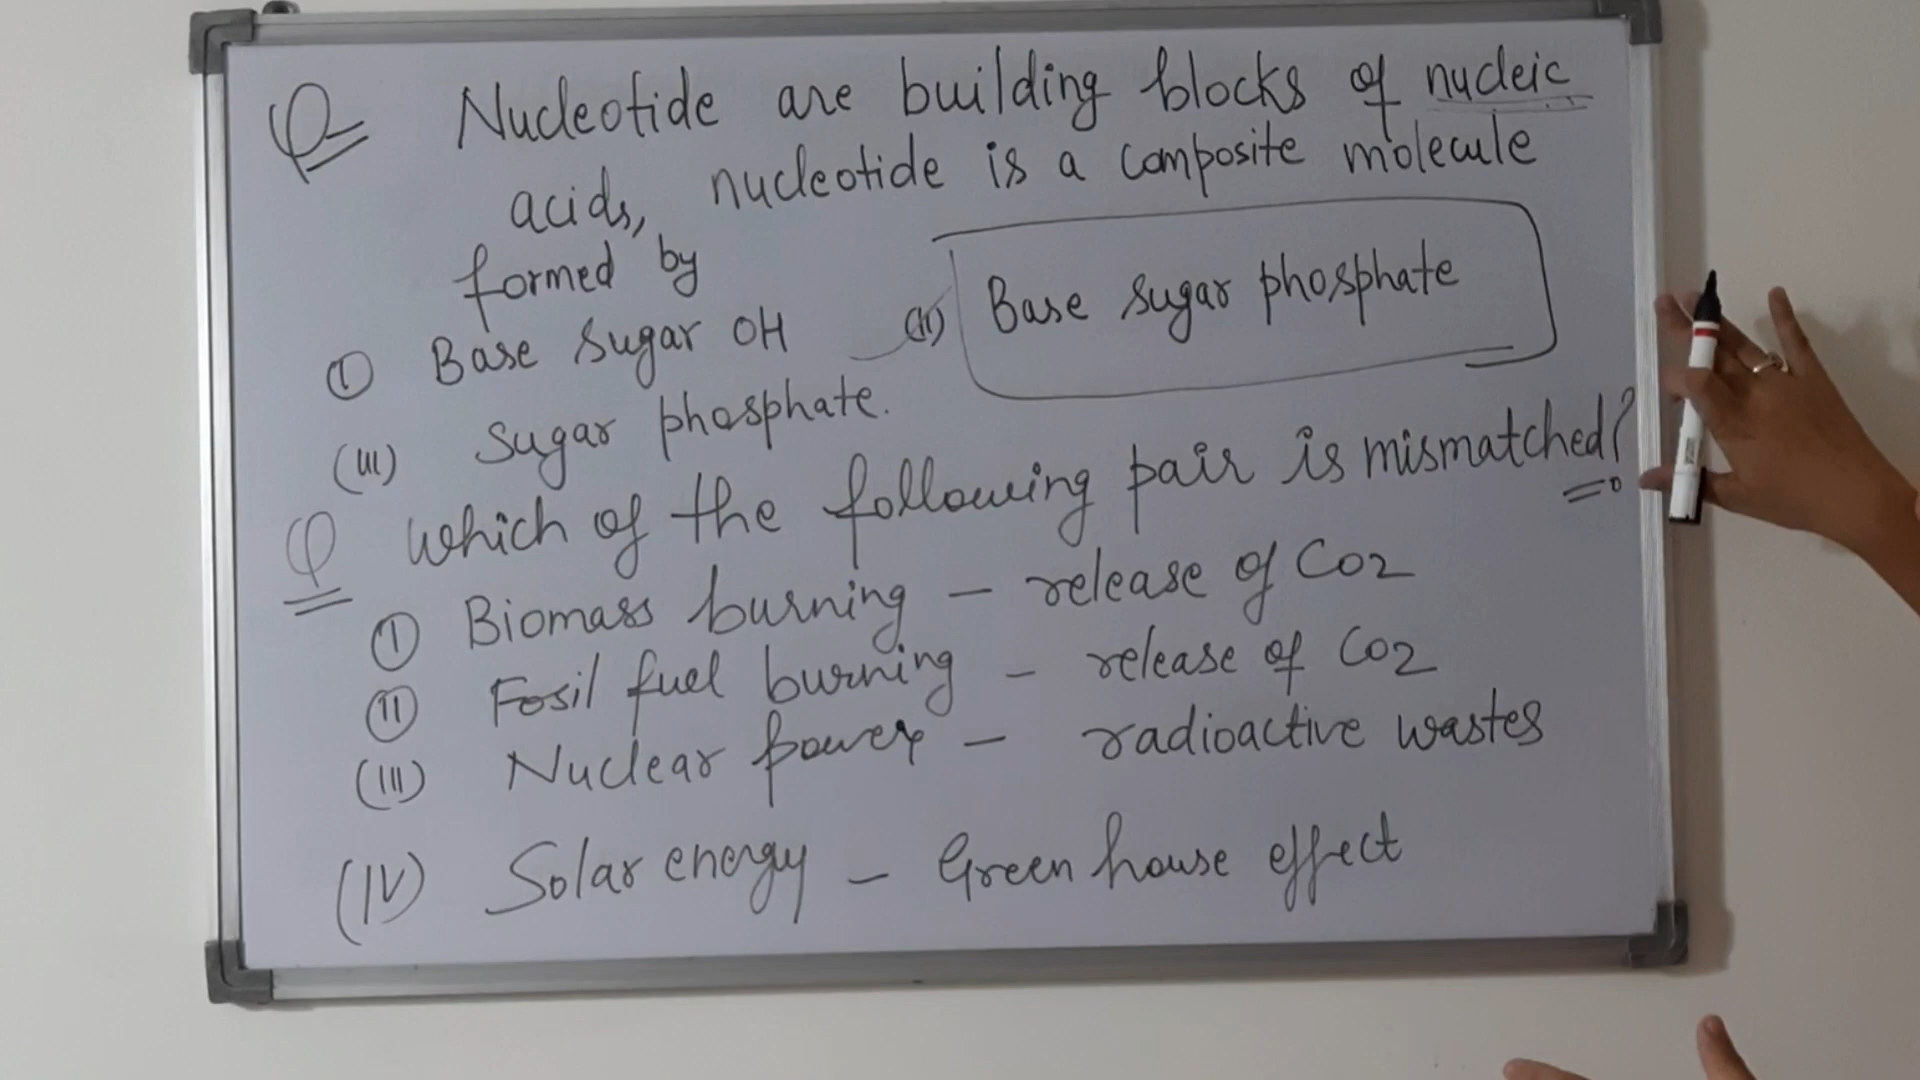 Q Nucleotide are building blocks of nucleic
acids, nucleotide is a composite molecule
formed by
(I) Base sugar OH (II) Base sugar phosphate
(III) Sugar phosphate.
Q Which of the following pair is mismatched?
(I) Biomass burning – release of CO2
(II) Fosil fuel burning – release of CO2
(III) Nuclear power – radioactive wastes
(IV) Solar energy – Green house effect